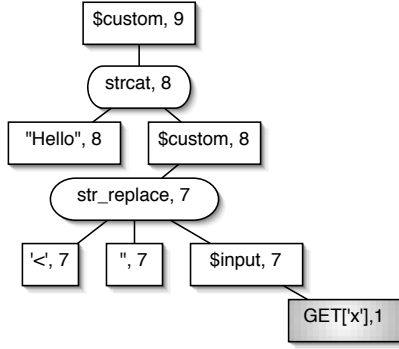 $custom, 9
strcat, 8
"Hello", 8
$custom, 8
str_replace, 7
'<', 7
'', 7
$input, 7
GET['x'],1